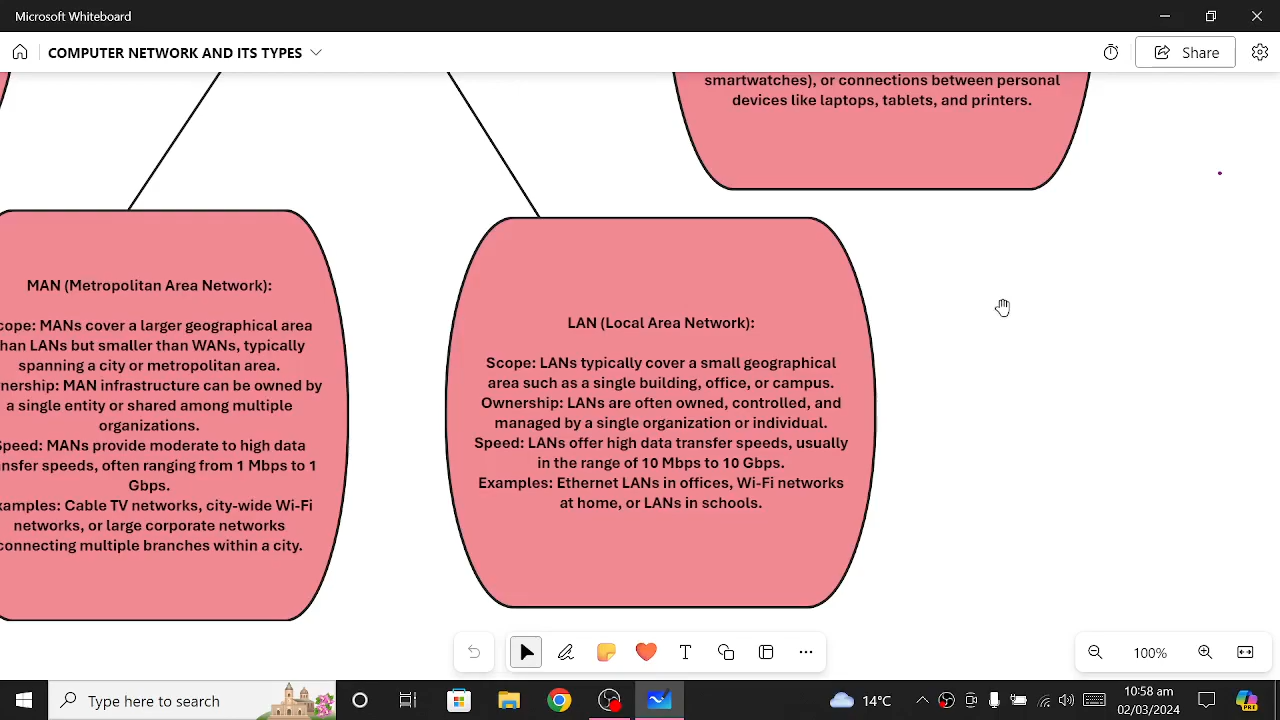 Microsoft Whiteboard
COMPUTER NETWORK AND ITS TYPES
Share
smartwatches), or connections between personal
devices like laptops, tablets, and printers.
MAN (Metropolitan Area Network):
cope: MANs cover a larger geographical area
han LANs but smaller than WANs, typically
spanning a city or metropolitan area.
nership: MAN infrastructure can be owned by
a single entity or shared among multiple
organizations.
peed: MANs provide moderate to high data
nsfer speeds, often ranging from 1 Mbps to 1
Gbps.
xamples: Cable TV networks, city-wide Wi-Fi
networks, or large corporate networks
connecting multiple branches within a city.
LAN (Local Area Network):
Scope: LANs typically cover a small geographical
area such as a single building, office, or campus.
Ownership: LANs are often owned, controlled, and
managed by a single organization or individual.
Speed: LANs offer high data transfer speeds, usually
in the range of 10 Mbps to 10 Gbps.
Examples: Ethernet LANs in offices, Wi-Fi networks
at home, or LANs in schools.
100%
Type here to search
14°C
10:58 am
02/03/2024
PRE